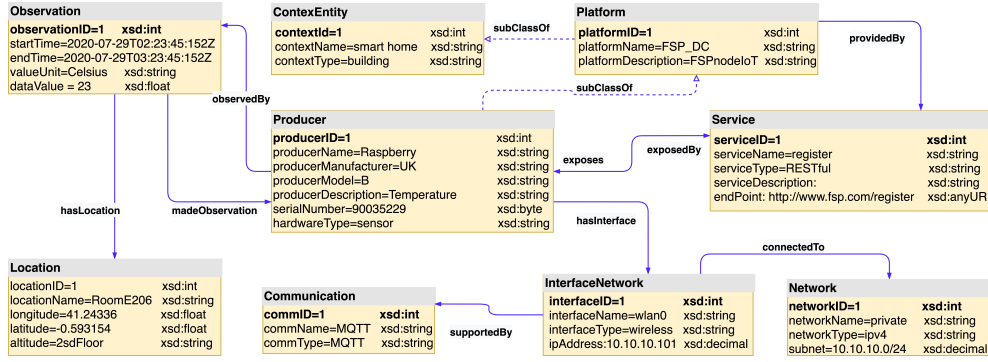 Observation
observationID=1 xsd:int
startTime=2020-07-29T02:23:45:152Z
endTime=2020-07-29T03:23:45:152Z
valueUnit=Celsius xsd:string
dataValue = 23 xsd:float
ContexEntity
contextId=1 xsd:int
contextName=smart home xsd:string
contextType=building xsd:string
subClassOf
Platform
platformID=1 xsd:int
platformName=FSP_DC xsd:string
platformDescription=FSPnodeIoT xsd:string
providedBy
observedBy
subClassOf
Producer
producerID=1 xsd:int
producerName=Raspberry xsd:string
producerManufacturer=UK xsd:string
producerModel=B xsd:string
producerDescription=Temperature xsd:string
serialNumber=90035229 xsd:byte
hardwareType=sensor xsd:string
exposes
exposedBy
Service
serviceID=1 xsd:int
serviceName=register xsd:string
serviceType=RESTful xsd:string
serviceDescription: xsd:string
endPoint: http://www.fsp.com/register xsd:anyUR
hasLocation
madeObservation
hasInterface
connectedTo
Location
locationID=1 xsd:int
locationName=RoomE206 xsd:string
longitude=41.24336 xsd:float
latitude=-0.593154 xsd:float
altitude=2sdFloor xsd:string
Communication
commID=1 xsd:int
commName=MQTT xsd:string
commType=MQTT xsd:string
supportedBy
InterfaceNetwork
interfaceID=1 xsd:int
interfaceName=wlan0 xsd:string
interfaceType=wireless xsd:string
ipAddress:10.10.10.101 xsd:decimal
Network
networkID=1 xsd:int
networkName=private xsd:string
networkType=ipv4 xsd:string
subnet=10.10.10.0/24 xsd:decimal